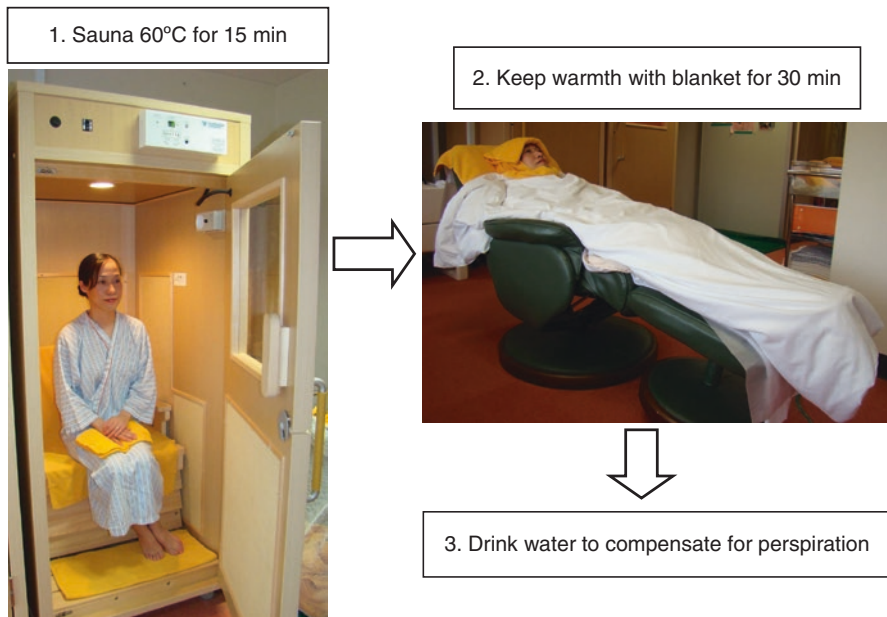 1. Sauna 60ºC for 15 min
2. Keep warmth with blanket for 30 min
3. Drink water to compensate for perspiration